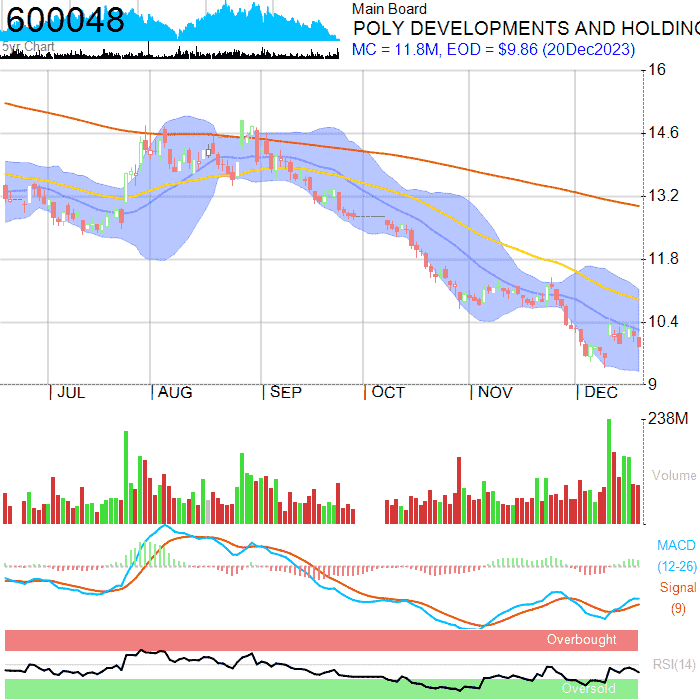 600048
5yr Chart
Main Board
POLY DEVELOPMENTS AND HOLDING
MC = 11.8M, EOD = $9.86 (20Dec2023)
16
14.6
13.2
11.8
10.4
9
JUL AUG SEP OCT NOV DEC
238M
Volume
MACD
(12-26)
Signal
(9)
Overbought
RSI(14)
Oversold